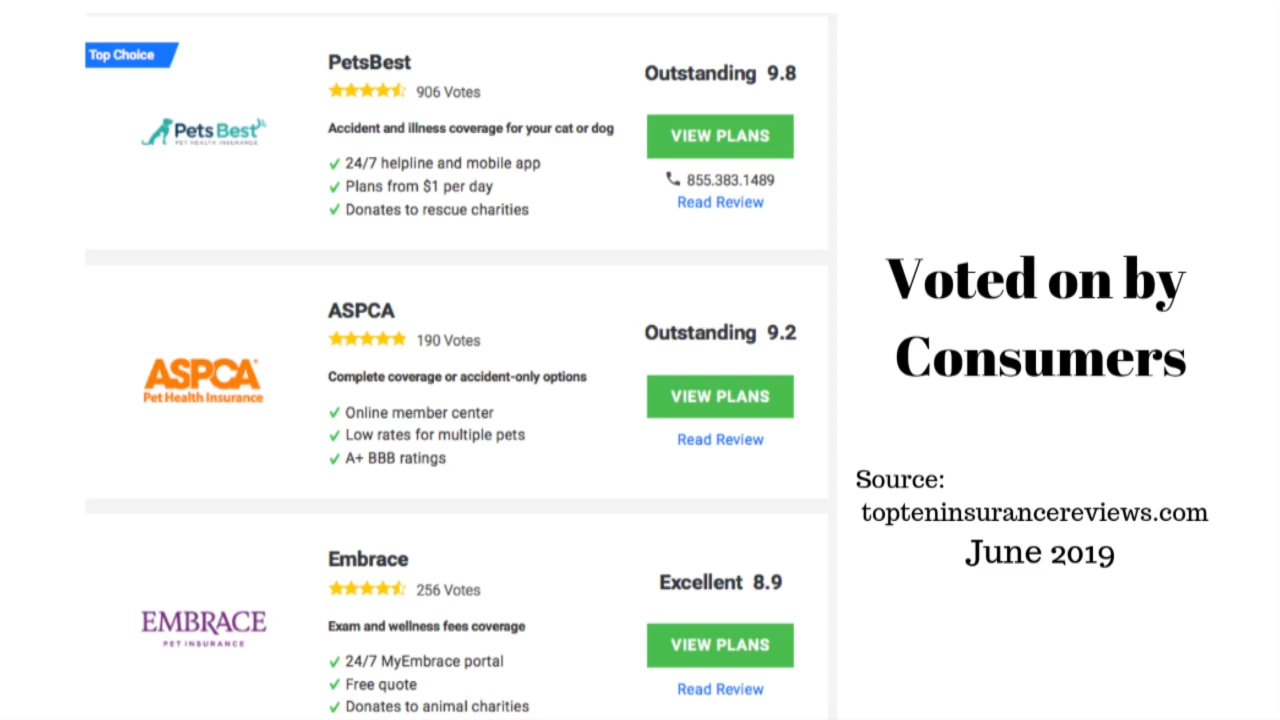 Top Choice
PetsBest
906 Votes
Outstanding 9.8
Pets Best
PET HEALTH INSURANCE
Accident and illness coverage for your cat or dog
24/7 helpline and mobile app
Plans from $1 per day
Donates to rescue charities
VIEW PLANS
855.383.1489
Read Review
ASPCA
190 Votes
Outstanding 9.2
ASPCA®
Pet Health Insurance
Complete coverage or accident-only options
Online member center
Low rates for multiple pets
A+ BBB ratings
VIEW PLANS
Read Review
Embrace
256 Votes
Excellent 8.9
EMBRACE
PET INSURANCE
Exam and wellness fees coverage
24/7 MyEmbrace portal
Free quote
Donates to animal charities
VIEW PLANS
Read Review
Voted on by
Consumers
Source:
topteninsurancereviews.com
June 2019